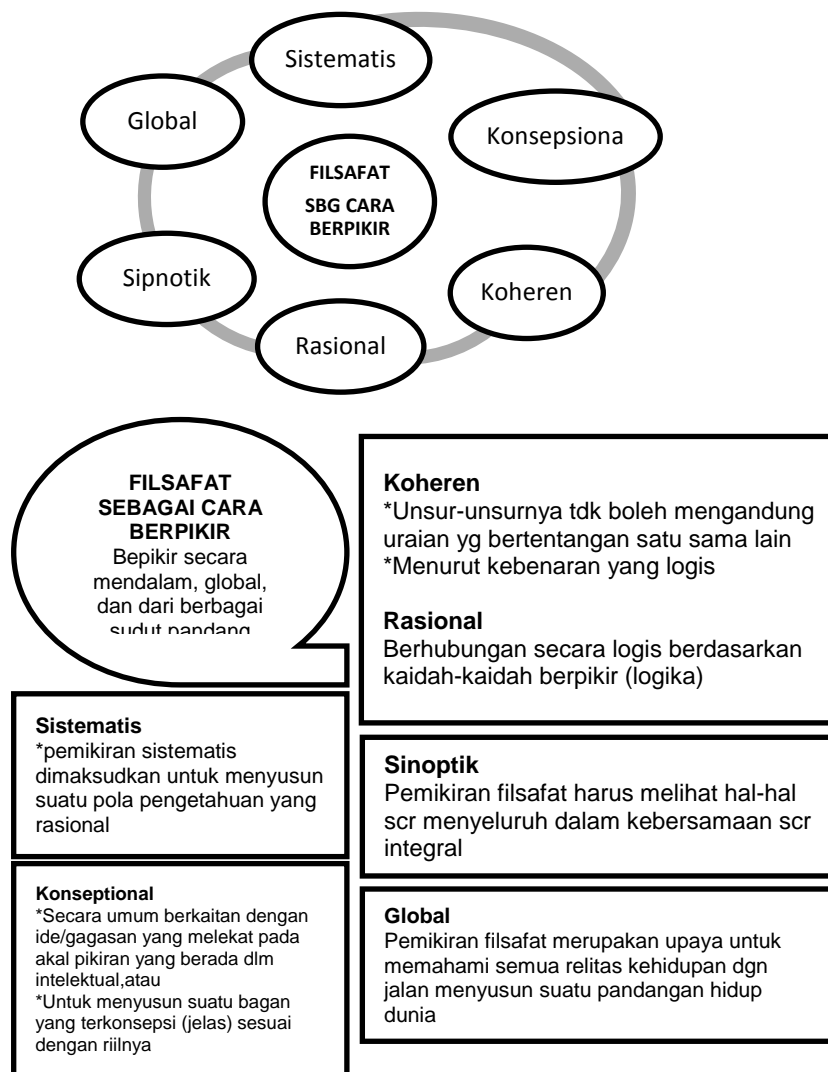 Sistematis
Global
Konsepsiona
FILSAFAT
SBG CARA
BERPIKIR
Sipnotik
Koheren
Rasional
FILSAFAT
SEBAGAI CARA
BERPIKIR
Bepikir secara
mendalam, global,
dan dari berbagai
sudut pandang
Koheren
*Unsur-unsurnya tdk boleh mengandung
uraian yg bertentangan satu sama lain
*Menurut kebenaran yang logis
Rasional
Berhubungan secara logis berdasarkan
kaidah-kaidah berpikir (logika)
Sistematis
*pemikiran sistematis
dimaksudkan untuk menyusun
suatu pola pengetahuan yang
rasional
Sinoptik
Pemikiran filsafat harus melihat hal-hal
scr menyeluruh dalam kebersamaan scr
integral
Konseptional
*Secara umum berkaitan dengan
ide/gagasan yang melekat pada
akal pikiran yang berada dlm
intelektual,atau
*Untuk menyusun suatu bagan
yang terkonsepsi (jelas) sesuai
dengan riilnya
Global
Pemikiran filsafat merupakan upaya untuk
memahami semua relitas kehidupan dgn
jalan menyusun suatu pandangan hidup
dunia